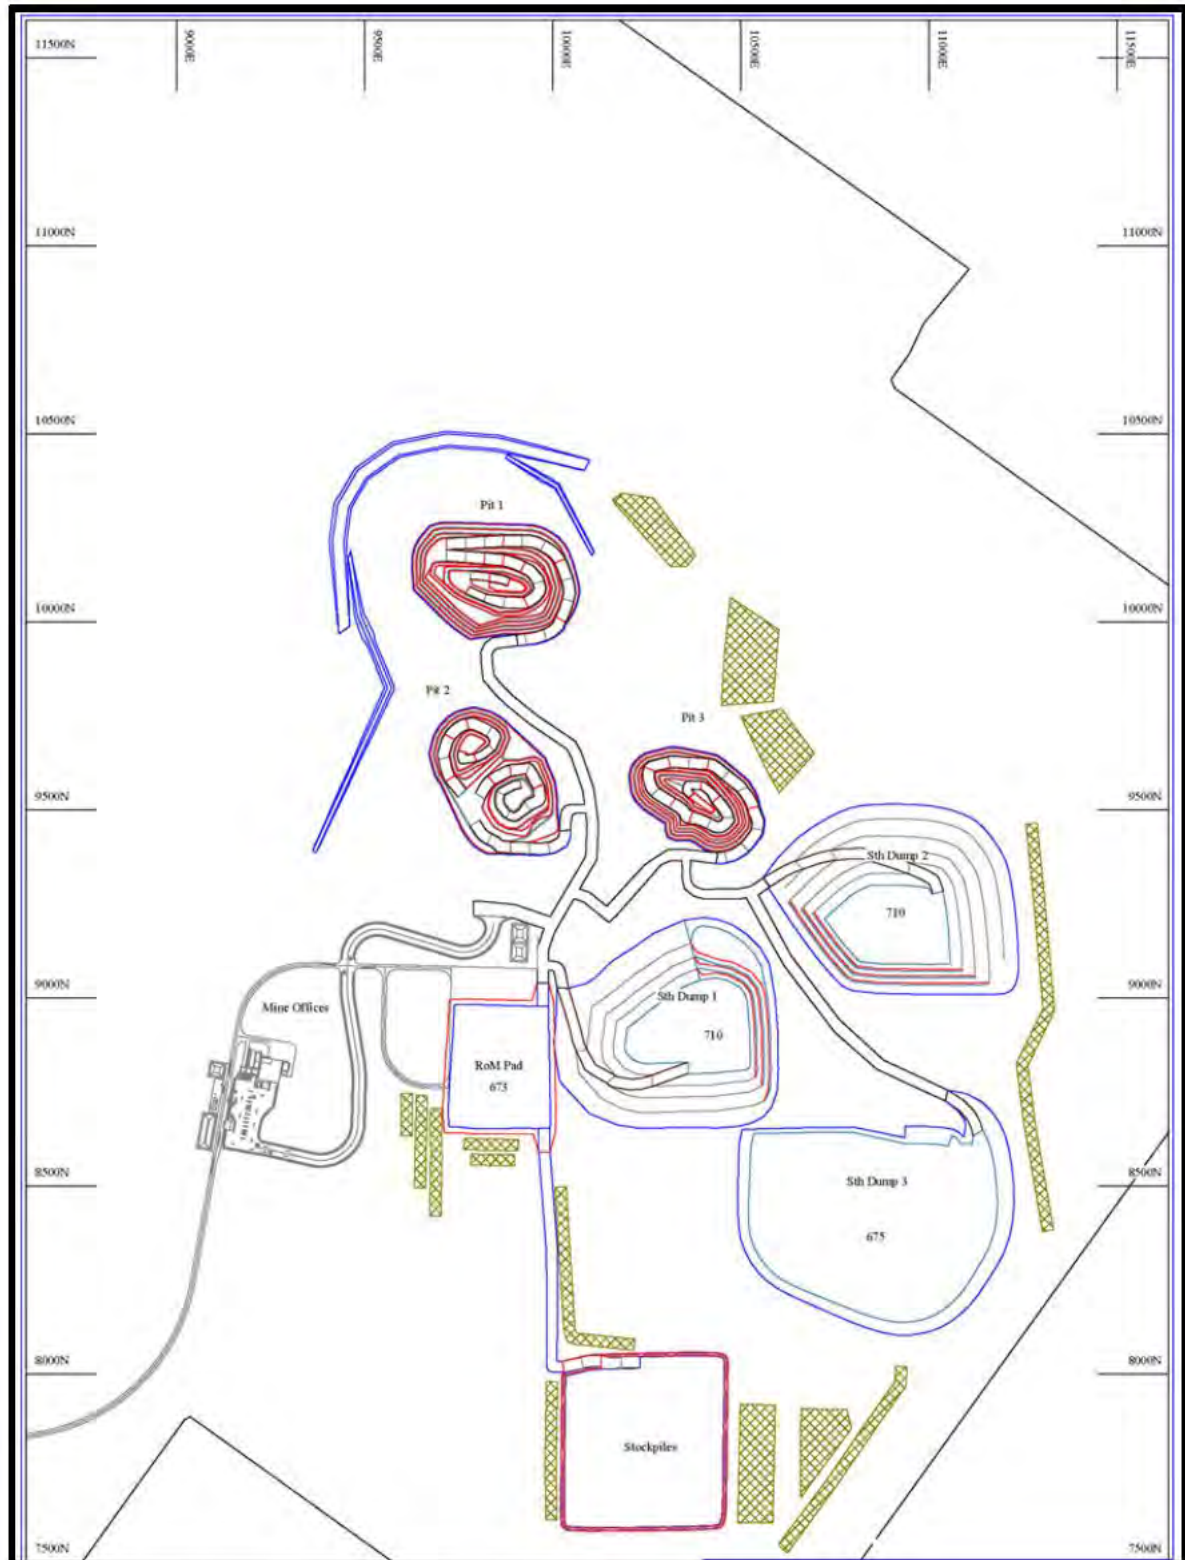 9000E
9500E
10000E
10500E
11000E
11500E
11500N
11500N
11000N
11000N
10500N
10500N
Pit 1
10000N
10000N
Pit 2
Pit 3
9500N
9500N
Sth Dump 2
710
9000N
9000N
Mine Offices
Sth Dump 1
710
RoM Pad
673
8500N
8500N
Sth Dump 3
675
8000N
8000N
Stockpiles
7500N
7500N